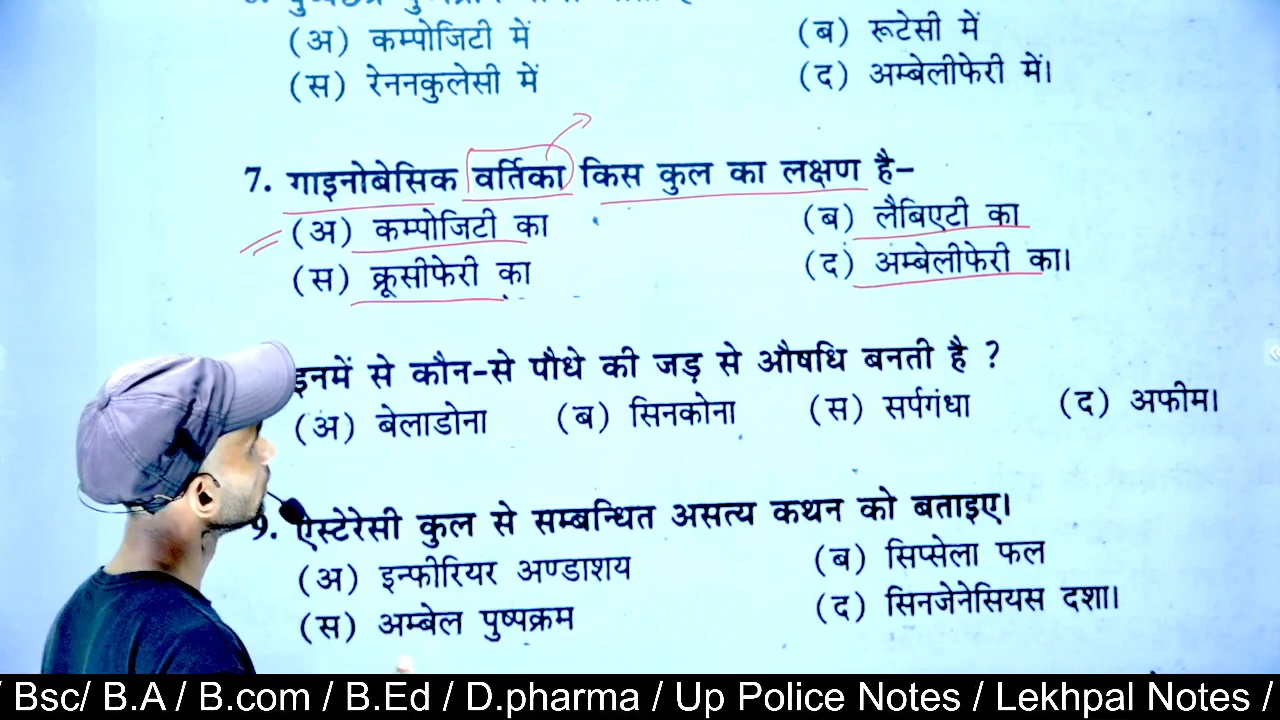 (अ) कम्पोजिटी में (ब) रूटेसी में
(स) रेननकुलेसी में (द) अम्बेलीफेरी में।
7. गाइनोबेसिक वर्तिका किस कुल का लक्षण है–
(अ) कम्पोजिटी का (ब) लैबिएटी का
(स) क्रूसीफेरी का (द) अम्बेलीफेरी का।
इनमें से कौन-से पौधे की जड़ से औषधि बनती है ?
(अ) बेलाडोना (ब) सिनकोना (स) सर्पगंधा (द) अफीम।
9. ऐस्टेरेसी कुल से सम्बन्धित असत्य कथन को बताइए।
(अ) इन्फीरियर अण्डाशय (ब) सिप्सेला फल
(स) अम्बेल पुष्पक्रम (द) सिनजेनेसियस दशा।
/ Bsc/ B.A / B.com / B.Ed / D.pharma / Up Police Notes / Lekhpal Notes /